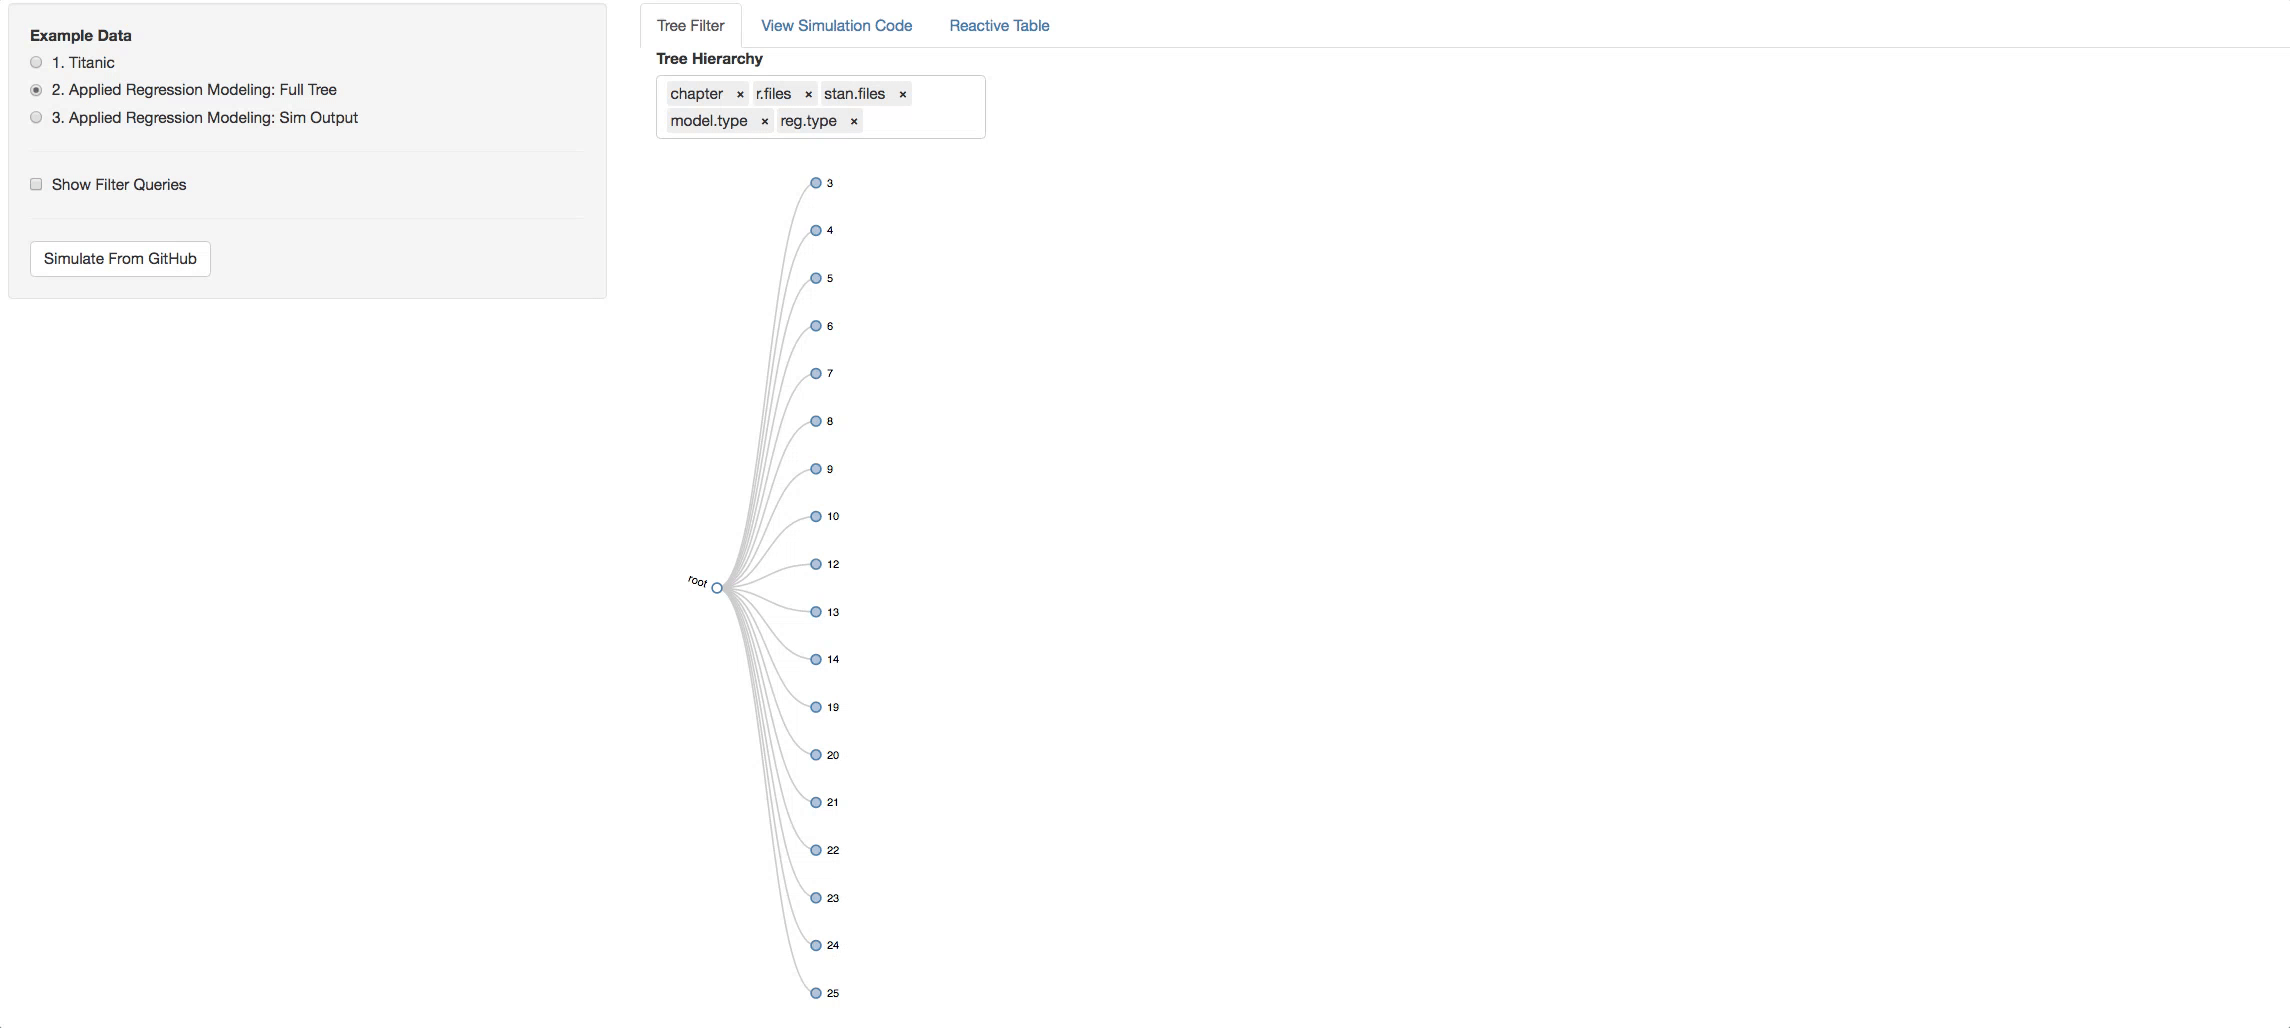 Example Data
1. Titanic
2. Applied Regression Modeling: Full Tree
3. Applied Regression Modeling: Sim Output
Show Filter Queries
Simulate From GitHub
Tree Filter View Simulation Code Reactive Table
Tree Hierarchy
chapter × r.files × stan.files ×
model.type × reg.type ×
3
4
5
6
7
8
9
10
12
root
13
14
19
20
21
22
23
24
25